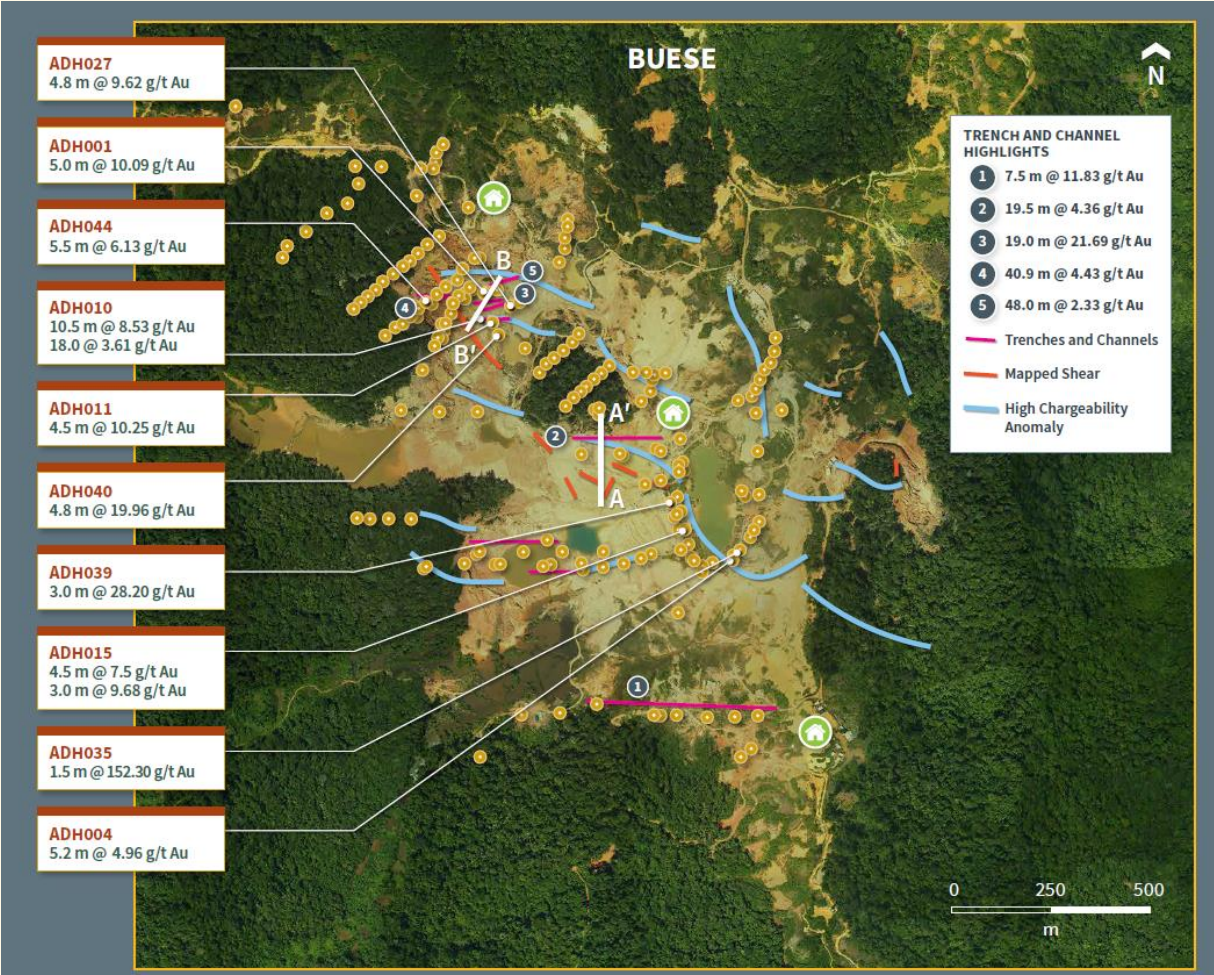 BUESE
N
ADH027
4.8 m @ 9.62 g/t Au
ADH001
5.0 m @ 10.09 g/t Au
ADH044
5.5 m @ 6.13 g/t Au
ADH010
10.5 m @ 8.53 g/t Au
18.0 @ 3.61 g/t Au
ADH011
4.5 m @ 10.25 g/t Au
ADH040
4.8 m @ 19.96 g/t Au
ADH039
3.0 m @ 28.20 g/t Au
ADH015
4.5 m @ 7.5 g/t Au
3.0 m @ 9.68 g/t Au
ADH035
1.5 m @ 152.30 g/t Au
ADH004
5.2 m @ 4.96 g/t Au
B
5
3
4
B'
A'
2
A
1
TRENCH AND CHANNEL
HIGHLIGHTS
1 7.5 m @ 11.83 g/t Au
2 19.5 m @ 4.36 g/t Au
3 19.0 m @ 21.69 g/t Au
4 40.9 m @ 4.43 g/t Au
5 48.0 m @ 2.33 g/t Au
Trenches and Channels
Mapped Shear
High Chargeability
Anomaly
0 250 500
m